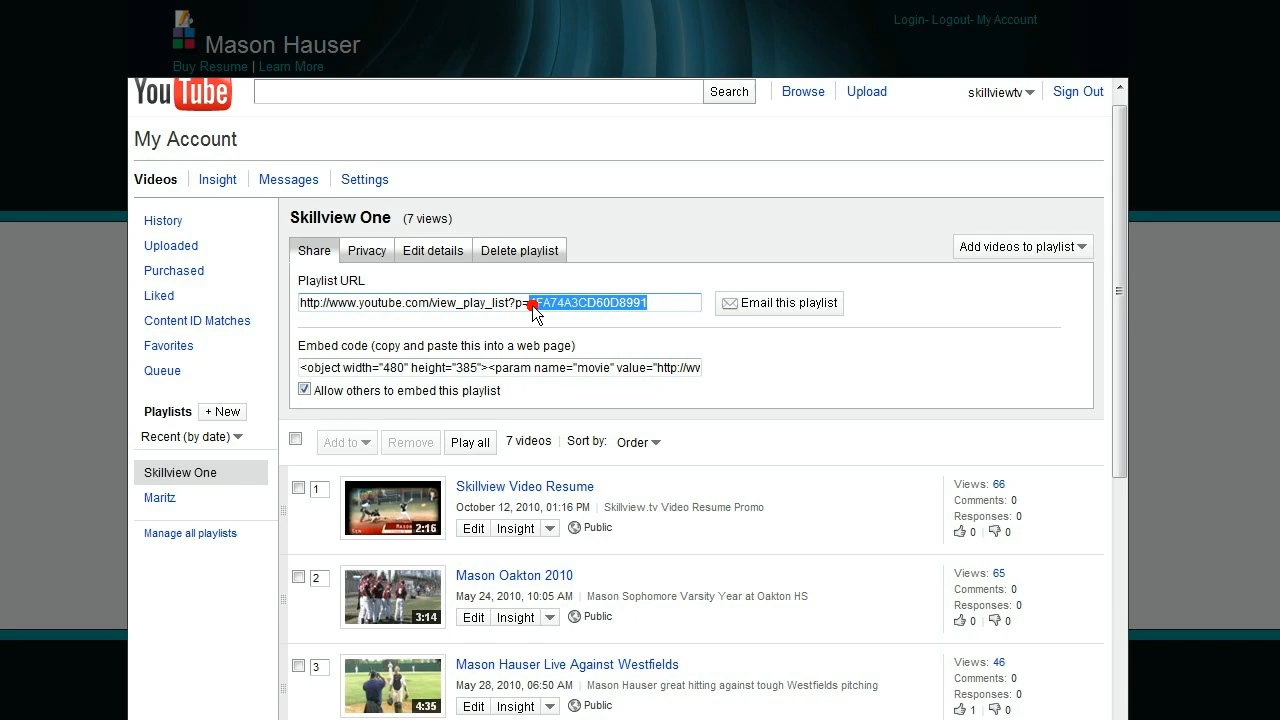 Login- Logout- My Account
Mason Hauser
Buy Resume | Learn More
YouTube
Search
Browse
Upload
skillviewtv
Sign Out
My Account
Videos
Insight
Messages
Settings
History
Uploaded
Purchased
Liked
Content ID Matches
Favorites
Queue
Playlists
+ New
Recent (by date)
Skillview One
Maritz
Manage all playlists
Skillview One (7 views)
Share
Privacy
Edit details
Delete playlist
Add videos to playlist
Playlist URL
http://www.youtube.com/view_play_list?p=
Email this playlist
Embed code (copy and paste this into a web page)
<object width="480" height="385"><param name="movie" value="http://
Allow others to embed this playlist
Add to
Remove
Play all
7 videos
Sort by:
Order
1
2:16
Skillview Video Resume
October 12, 2010, 01:16 PM | Skillview.tv Video Resume Promo
Edit
Insight
Public
Views: 66
Comments: 0
Responses: 0
0 | 0
2
3:14
Mason Oakton 2010
May 24, 2010, 10:05 AM | Mason Sophomore Varsity Year at Oakton HS
Edit
Insight
Public
Views: 65
Comments: 0
Responses: 0
0 | 0
3
4:35
Mason Hauser Live Against Westfields
May 28, 2010, 06:50 AM | Mason Hauser great hitting against tough Westfields pitching
Edit
Insight
Public
Views: 46
Comments: 0
Responses: 0
1 | 0